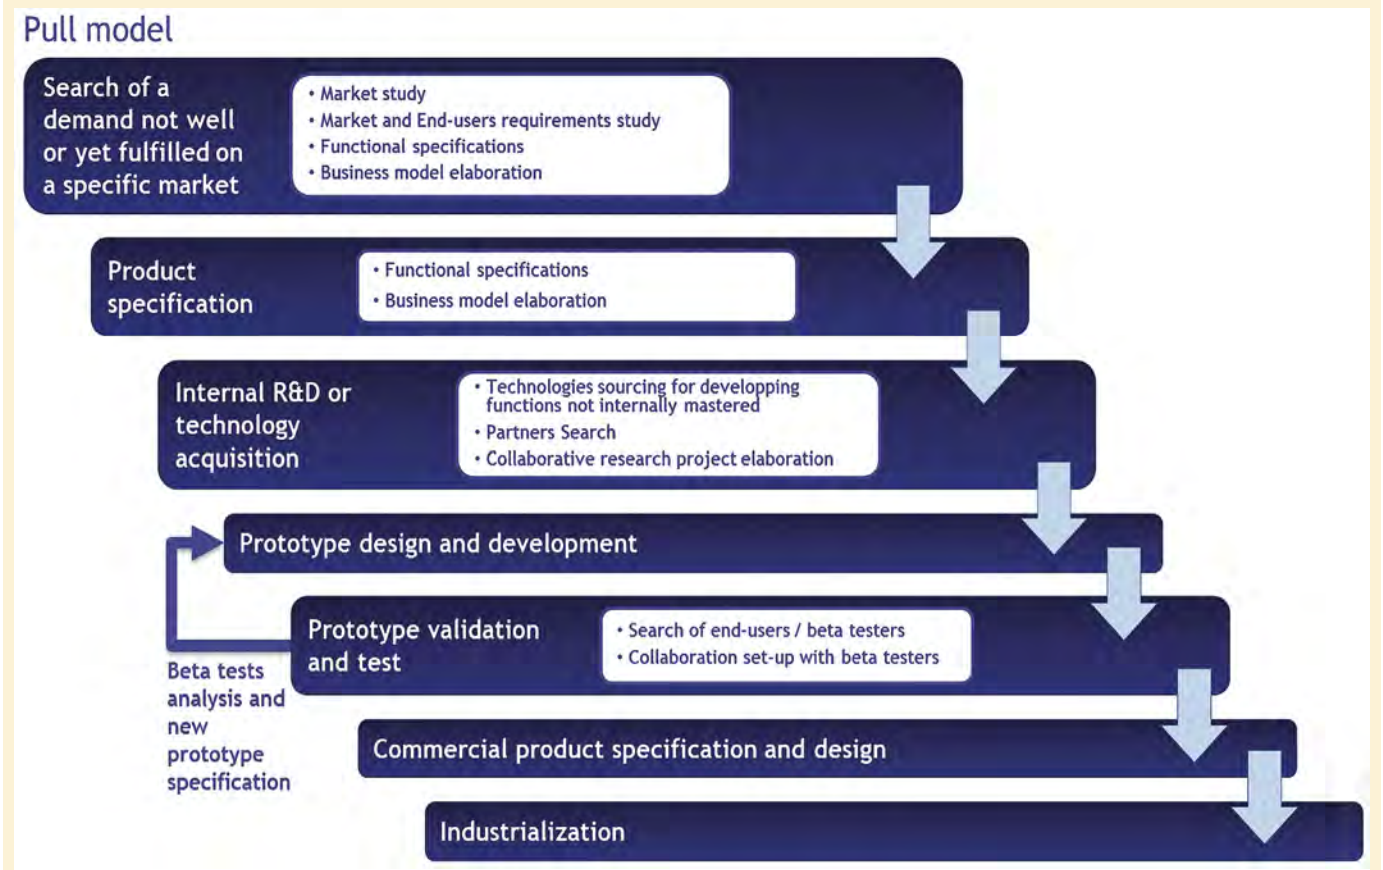 Pull model
Search of a
demand not well
or yet fulfilled on
a specific market
• Market study
• Market and End-users requirements study
• Functional specifications
• Business model elaboration
Product
specification
• Functional specifications
• Business model elaboration
Internal R&D or
technology
acquisition
• Technologies sourcing for developping
functions not internally mastered
• Partners Search
• Collaborative research project elaboration
Prototype design and development
Prototype validation
and test
• Search of end-users / beta testers
• Collaboration set-up with beta testers
Beta tests
analysis and
new
prototype
specification
Commercial product specification and design
Industrialization